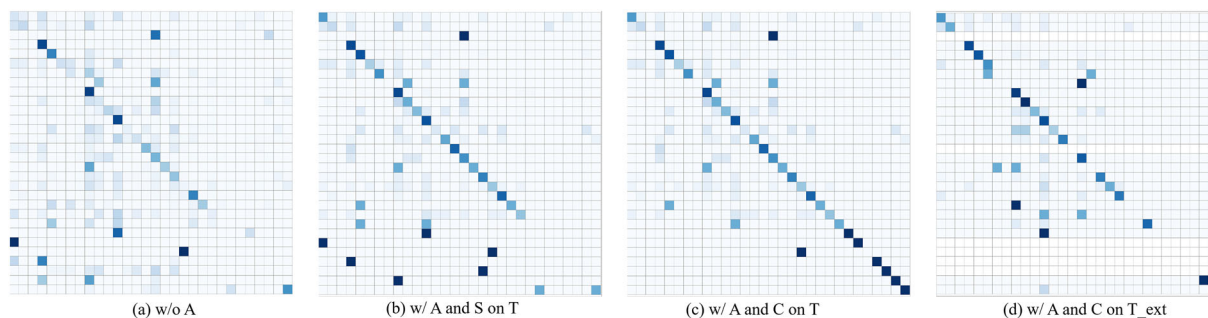 (a) w/o A
(b) w/ A and S on T
(c) w/ A and C on T
(d) w/ A and C on T_ext